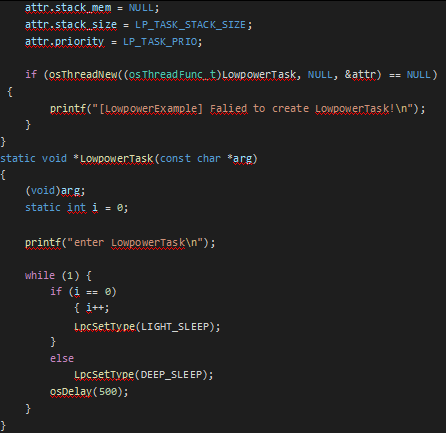 attr.stack_mem = NULL;
attr.stack_size = LP_TASK_STACK_SIZE;
attr.priority = LP_TASK_PRIO;
if (osThreadNew((osThreadFunc_t)LowpowerTask, NULL, &attr) == NULL)
{
printf("[LowpowerExample] Falied to create LowpowerTask!\n");
}
}
static void *LowpowerTask(const char *arg)
{
(void)arg;
static int i = 0;
printf("enter LowpowerTask\n");
while (1) {
if (i == 0)
{ i++;
LpcSetType(LIGHT_SLEEP);
}
else
LpcSetType(DEEP_SLEEP);
osDelay(500);
}
}